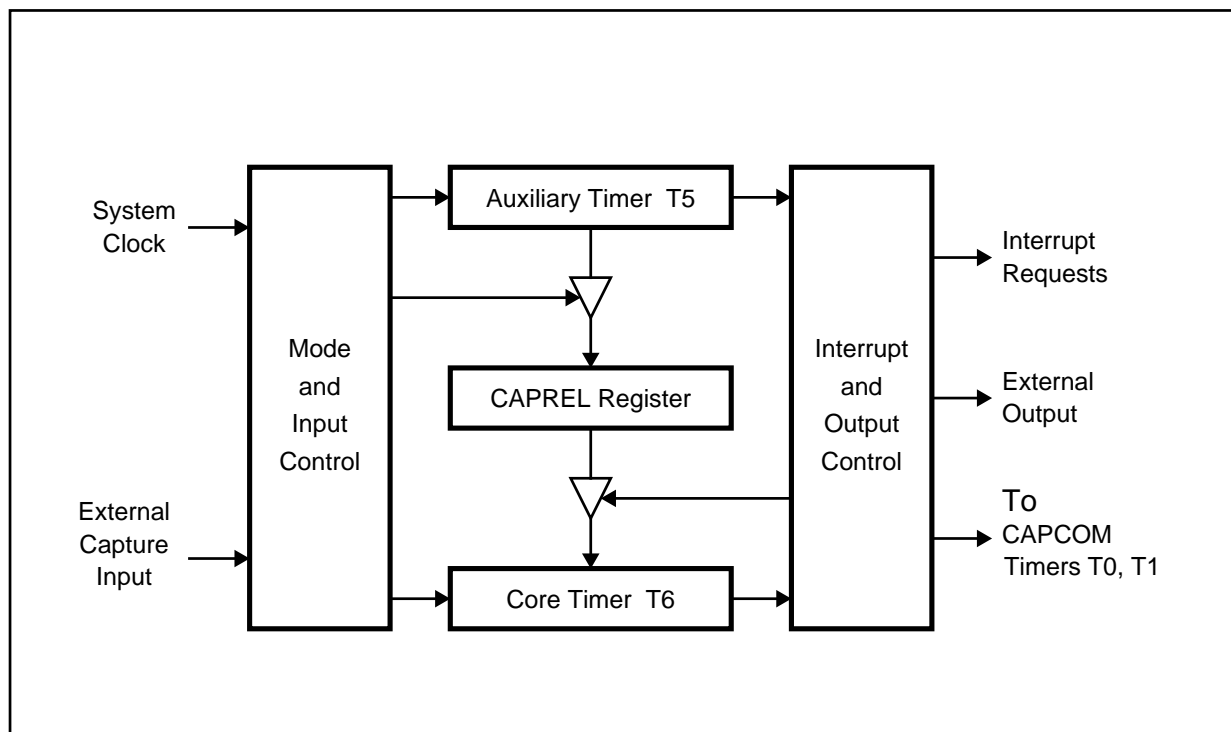 System
Clock
External
Capture
Input
Mode
and
Input
Control
Auxiliary Timer T5
CAPREL Register
Core Timer T6
Interrupt
and
Output
Control
Interrupt
Requests
External
Output
To
CAPCOM
Timers T0, T1